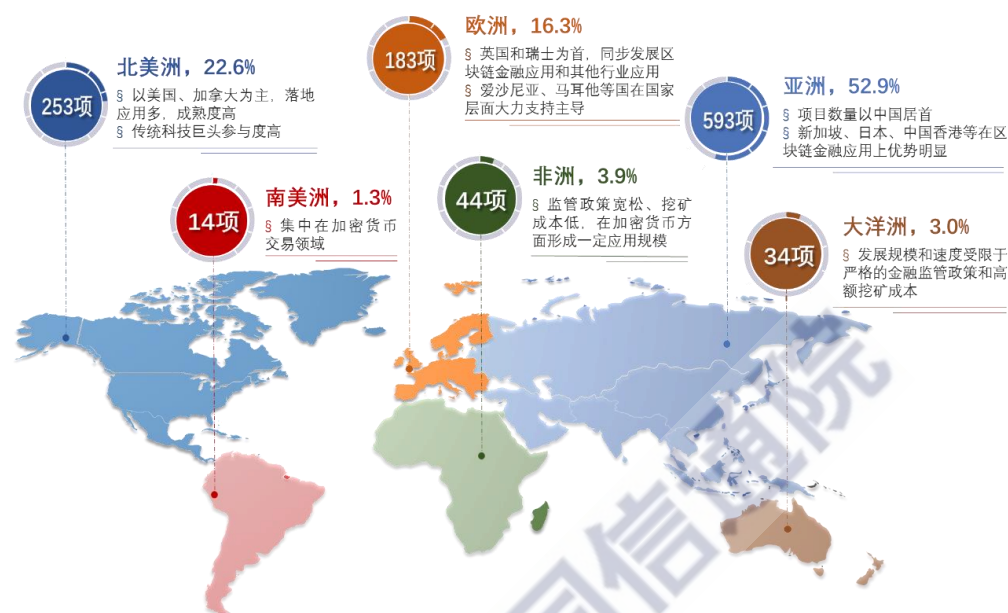 253项
北美洲，22.6%
§ 以美国、加拿大为主，落地
应用多，成熟度高
§ 传统科技巨头参与度高
183项
欧洲，16.3%
§ 英国和瑞士为首，同步发展区
块链金融应用和其他行业应用
§ 爱沙尼亚、马耳他等国在国家
层面大力支持主导
593项
亚洲，52.9%
§ 项目数量以中国居首
§ 新加坡、日本、中国香港等在区
块链金融应用上优势明显
14项
南美洲，1.3%
§ 集中在加密货币
交易领域
44项
非洲，3.9%
§ 监管政策宽松、挖矿
成本低，在加密货币方
面形成一定应用规模
34项
大洋洲，3.0%
§ 发展规模和速度受限于
严格的金融监管政策和高
额挖矿成本
国信通院